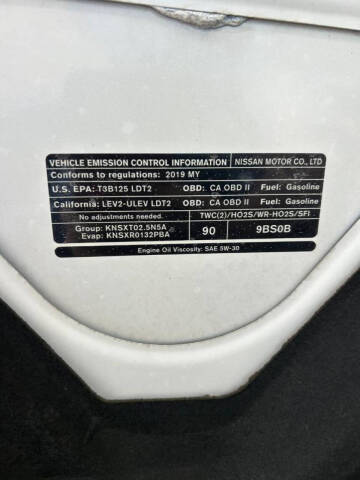 VEHICLE EMISSION CONTROL INFORMATION NISSAN MOTOR CO., LTD
Conforms to regulations: 2019 MY
U.S. EPA: T3B125 LDT2 OBD: CA OBD II Fuel: Gasoline
California: LEV2-ULEV LDT2 OBD: CA OBD II Fuel: Gasoline
No adjustments needed. TWC(2)/HO2S/WR-HO2S/SFI
Group: KNSXT02.5N5A
Evap: KNSXR0132PBA
90 9BS0B
Engine Oil Viscosity: SAE 5W-30